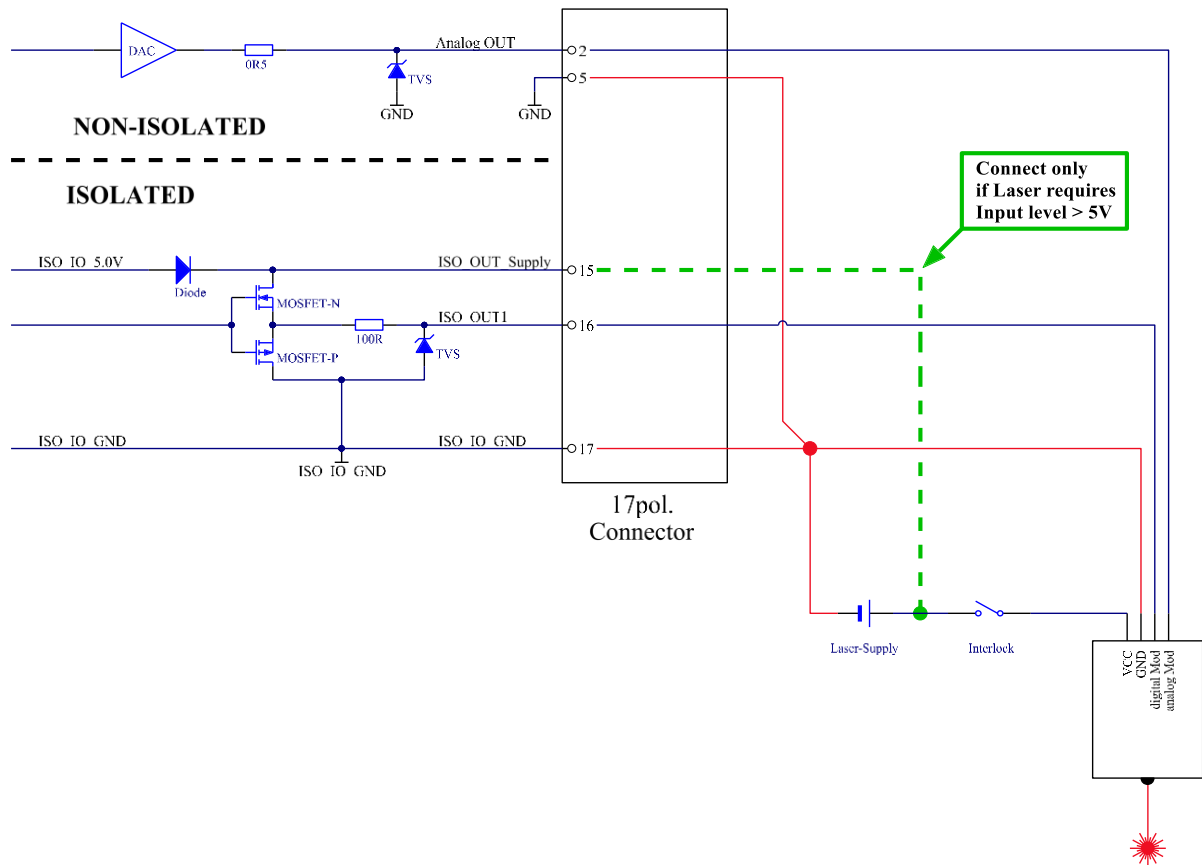 DAC
0R5
Analog OUT
2
5
TVS
GND
GND
NON-ISOLATED
ISOLATED
Connect only
if Laser requires
Input level > 5V
ISO_IO_5.0V
ISO_OUT_Supply
15
Diode
MOSFET-N
ISO_OUT1
16
100R
MOSFET-P
TVS
ISO_IO_GND
ISO_IO_GND
17
ISO_IO_GND
17pol.
Connector
Laser-Supply
Interlock
VCC
GND
digital Mod
analog Mod